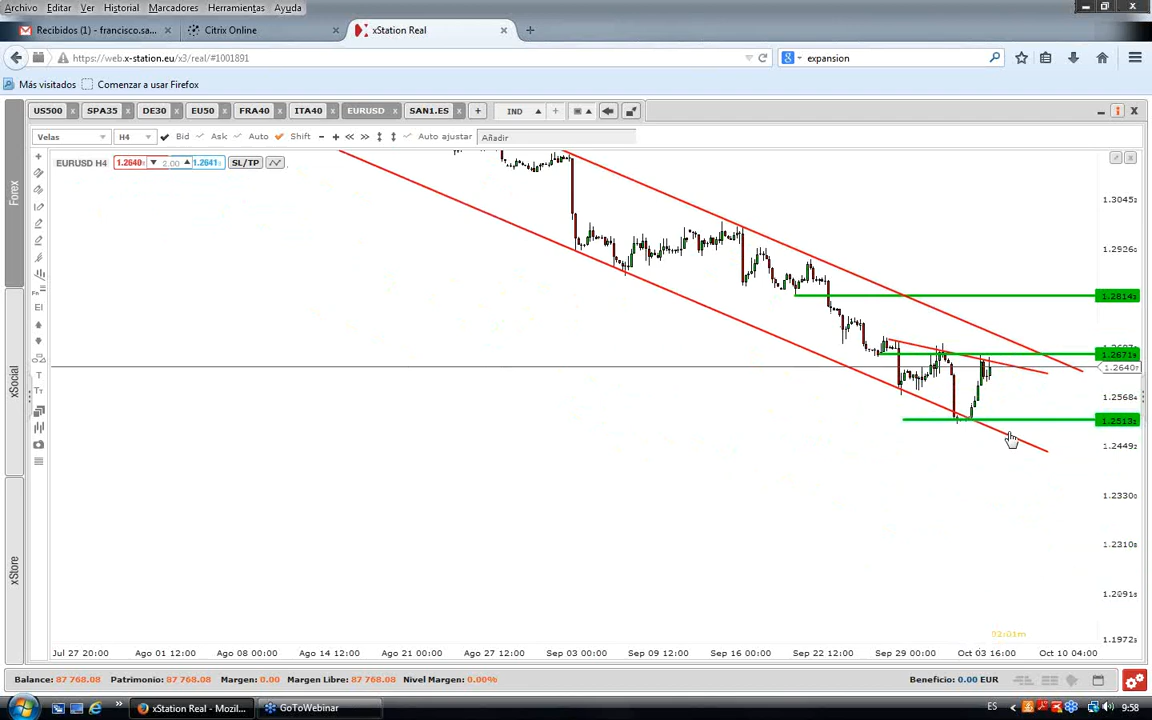 Archivo Editar Ver Historial Marcadores Herramientas Ayuda
Recibidos (1) - francisco.sa... × Citrix Online × xStation Real × +
https://web.x-station.eu/x3/real/#1001891 expansion
Más visitados Comenzar a usar Firefox
US500 x SPA35 x DE30 x EU50 x FRA40 x ITA40 x EURUSD x SAN1.ES x + IND
Velas H4 Bid Ask Auto Shift Auto ajustar Añadir
EURUSD H4 1.2640 2.00 1.2641 SL/TP
Forex
xSocial
xStore
1.3045
1.2926
1.2814
1.2671
1.2640
1.2568
1.2513
1.2449
1.2330
1.2310
1.2091
1.1972
92:01m
Jul 27 20:00 Aug 01 12:00 Aug 08 00:00 Ago 14 12:00 Ago 21 00:00 Ago 27 12:00 Sep 03 00:00 Sep 09 12:00 Sep 16 00:00 Sep 22 12:00 Sep 29 00:00 Oct 03 16:00 Oct 10 04:00
Balance: 87 768.08 Patrimonio: 87 768.08 Margen: 0.00 Margen Libre: 87 768.08 Nivel Margen: 0.00% Beneficio: 0.00 EUR
xStation Real - Mozil... GoToWebinar ES 9:58